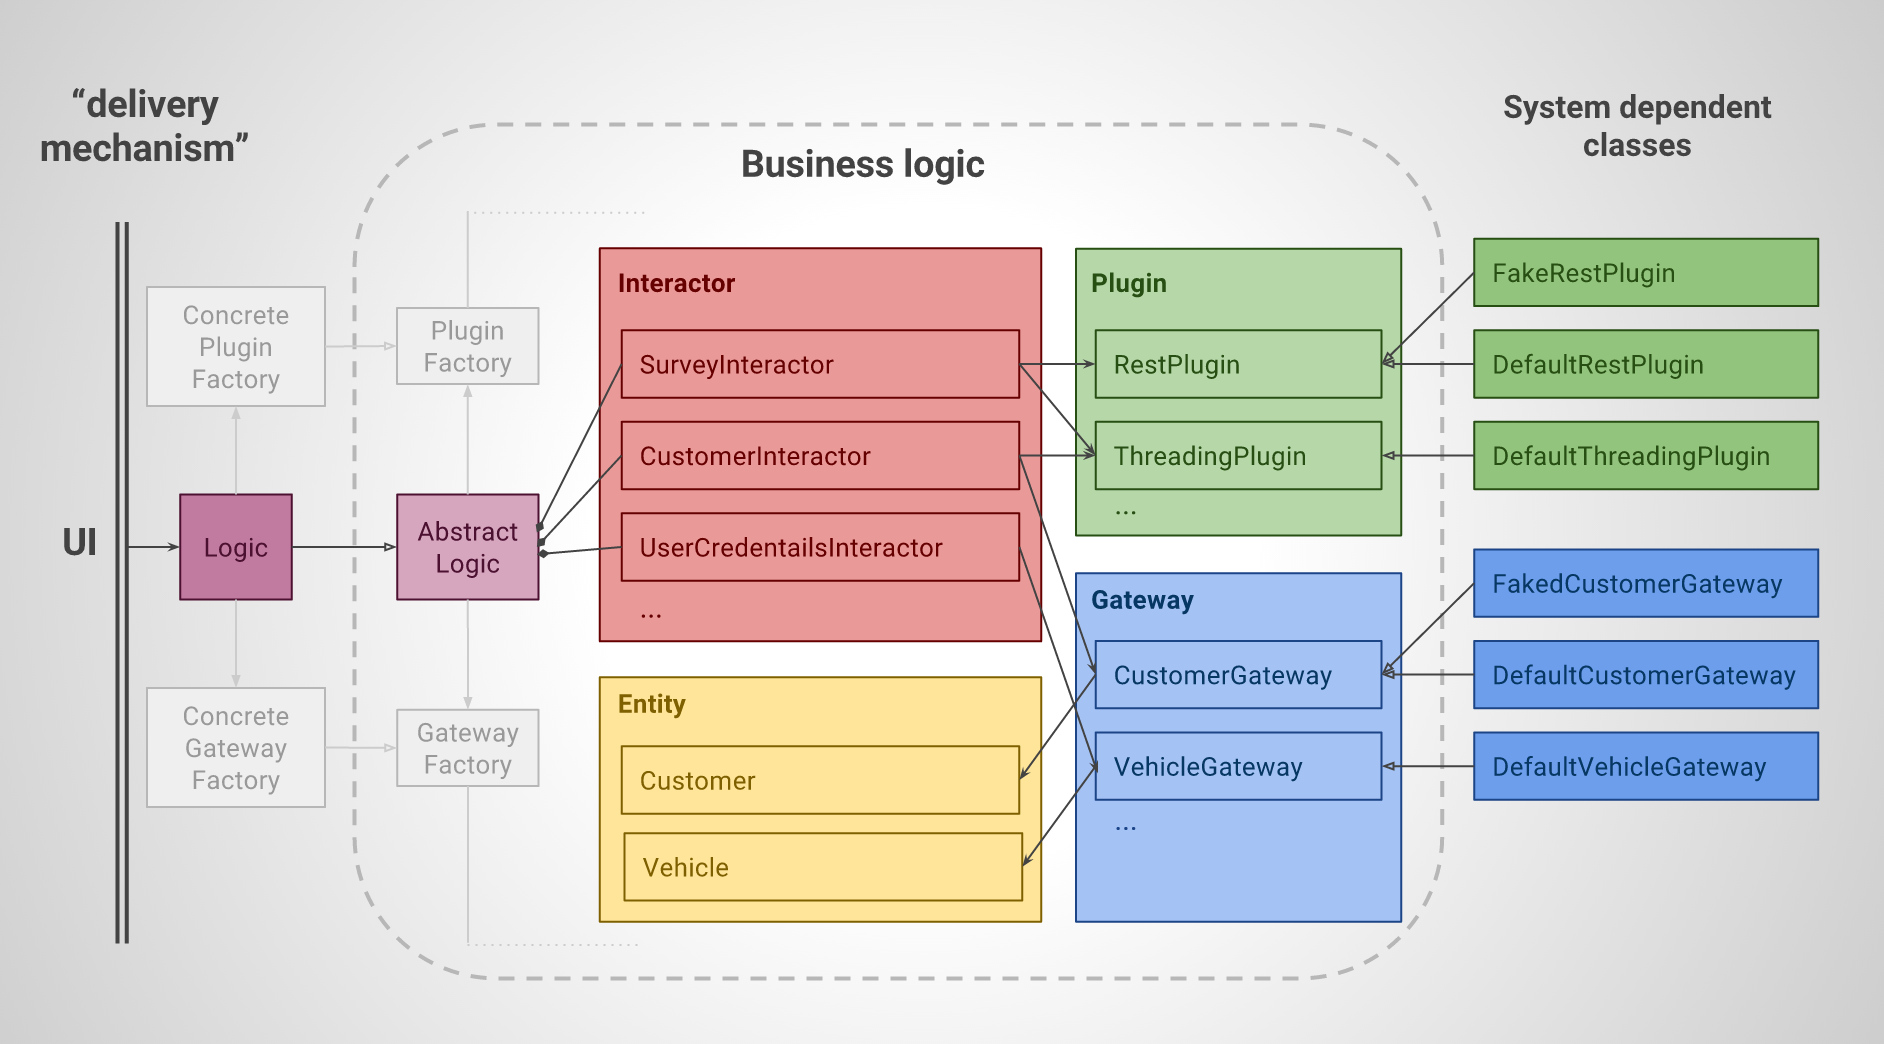 “delivery
mechanism”
Business logic
System dependent
classes
UI
Concrete
Plugin
Factory
Plugin
Factory
Logic
Abstract
Logic
Concrete
Gateway
Factory
Gateway
Factory
Interactor
SurveyInteractor
CustomerInteractor
UserCredentailsInteractor
...
Entity
Customer
Vehicle
Plugin
RestPlugin
ThreadingPlugin
...
Gateway
CustomerGateway
VehicleGateway
...
FakeRestPlugin
DefaultRestPlugin
DefaultThreadingPlugin
FakedCustomerGateway
DefaultCustomerGateway
DefaultVehicleGateway